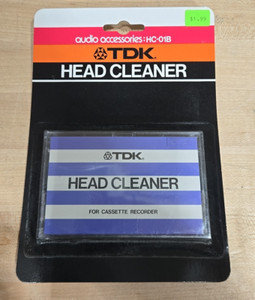 audio accessories: HC-01B
TDK.
HEAD CLEANER
TDK.
HEAD CLEANER
FOR CASSETTE RECORDER